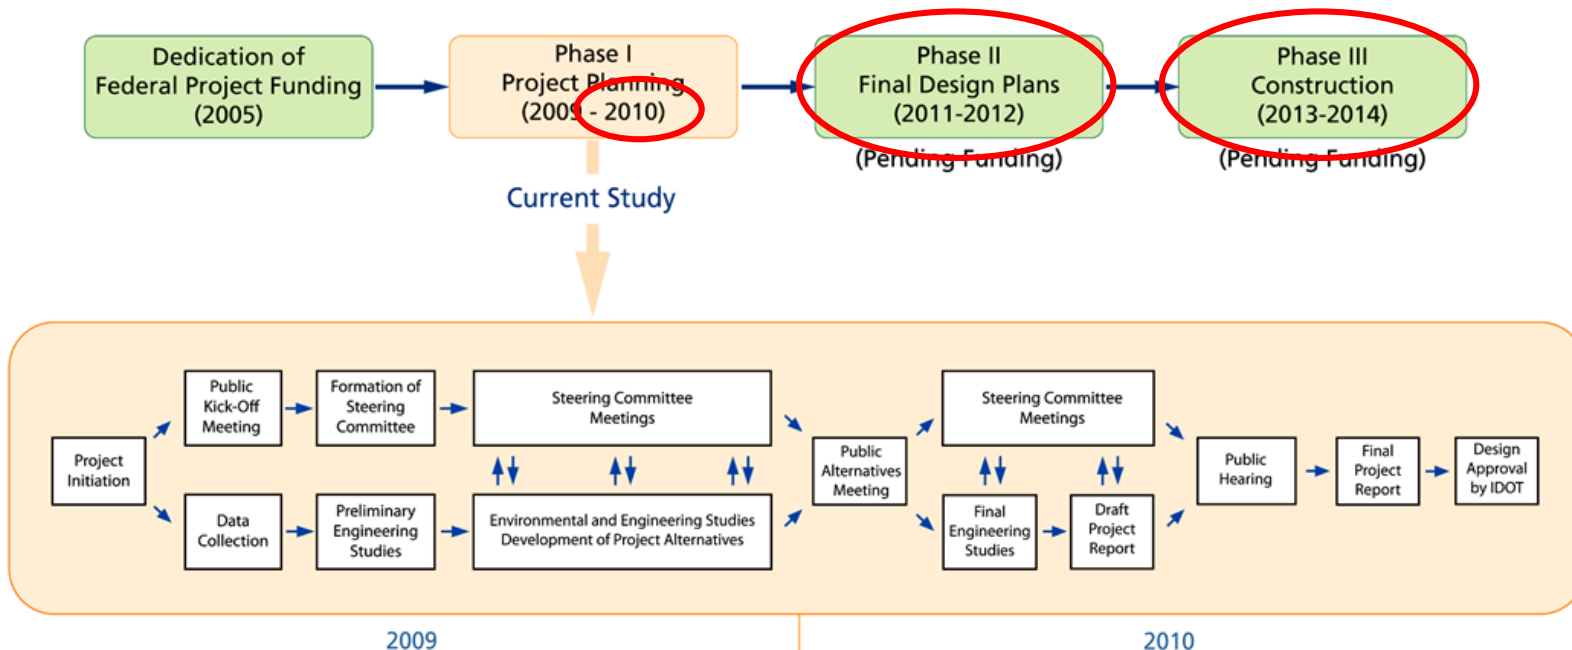 Dedication of
Federal Project Funding
(2005)
Phase I
Project Planning
(2009 - 2010)
Phase II
Final Design Plans
(2011-2012)
(Pending Funding)
Phase III
Construction
(2013-2014)
(Pending Funding)
Current Study
Project
Initiation
Public
Kick-Off
Meeting
Formation of
Steering
Committee
Steering Committee
Meetings
Data
Collection
Preliminary
Engineering
Studies
Environmental and Engineering Studies
Development of Project Alternatives
Public
Alternatives
Meeting
Steering Committee
Meetings
Final
Engineering
Studies
Draft
Project
Report
Public
Hearing
Final
Project
Report
Design
Approval
by IDOT
2009
2010